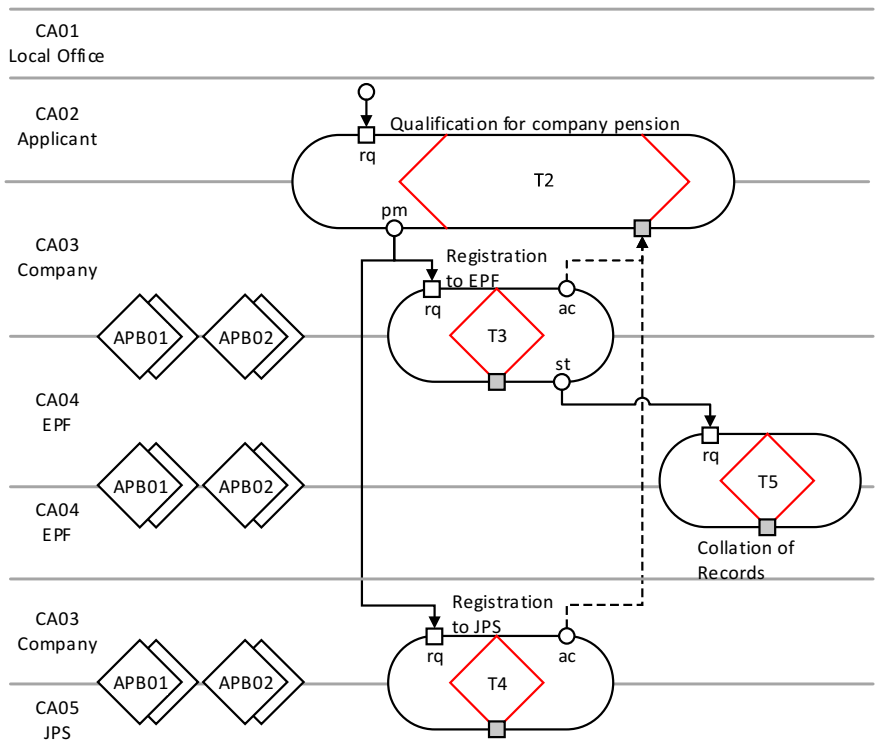 CA01
Local Office
CA02
Applicant
Qualification for company pension
rq
T2
pm
CA03
Company
Registration
to EPF
rq
ac
APB01
APB02
T3
st
CA04
EPF
rq
APB01
APB02
T5
CA04
EPF
Collation of
Records
Registration
to JPS
CA03
Company
rq
ac
APB01
APB02
T4
CA05
JPS